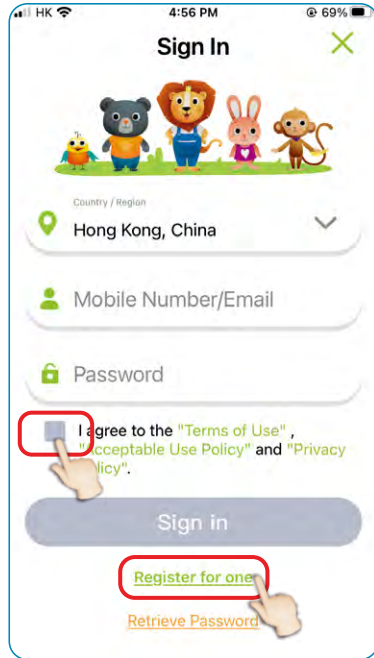 HK 4:56 PM 69%
Sign In
Country / Region
Hong Kong, China
Mobile Number/Email
Password
I agree to the "Terms of Use" ,
"Acceptable Use Policy" and "Privacy
Policy".
Sign in
Register for one
Retrieve Password